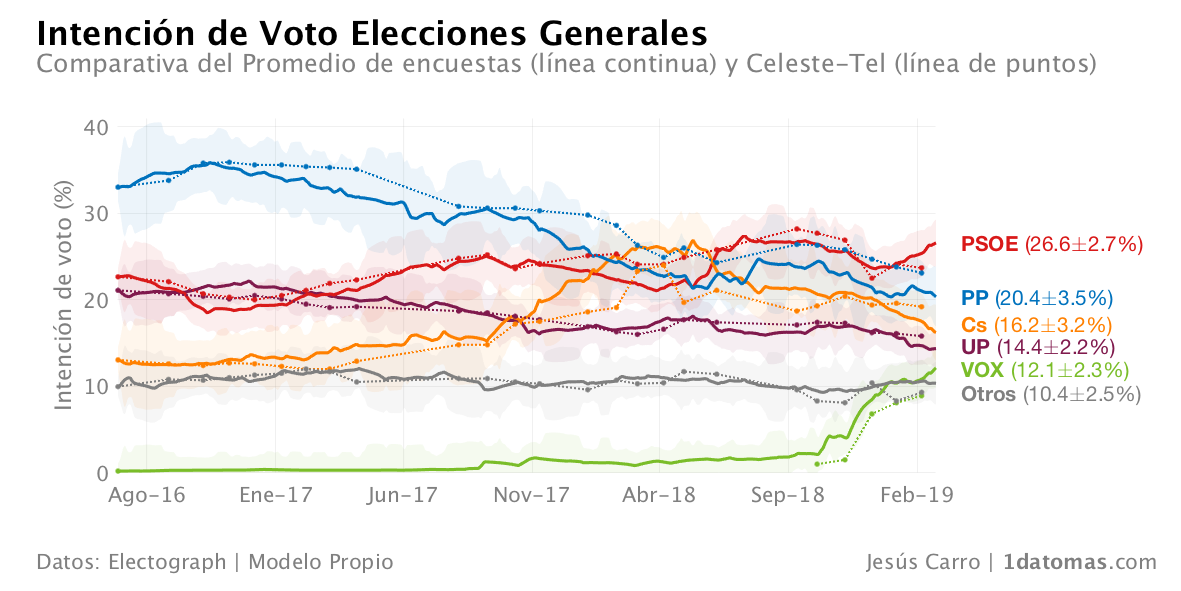 Intención de Voto Elecciones Generales
Comparativa del Promedio de encuestas (línea continua) y Celeste-Tel (línea de puntos)
Intención de voto (%)
40
30
20
10
0
Ago-16
Ene-17
Jun-17
Nov-17
Abr-18
Sep-18
Feb-19
PSOE (26.6±2.7%)
PP (20.4±3.5%)
Cs (16.2±3.2%)
UP (14.4±2.2%)
VOX (12.1±2.3%)
Otros (10.4±2.5%)
Datos: Electograph | Modelo Propio
Jesús Carro | 1datomas.com